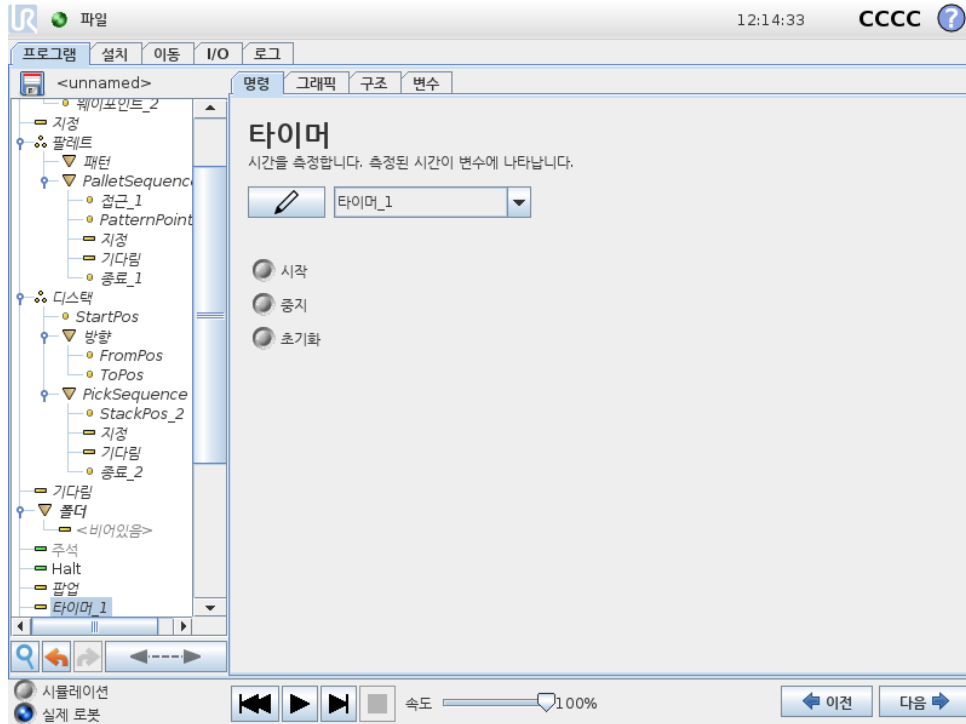 UR 파일 12:14:33 CCCC ?
프로그램 설치 이동 I/O 로그
<unnamed>
명령 그래픽 구조 변수
웨이포인트_2
지정
팔레트
패턴
PalletSequenc
접근_1
PatternPoint
지정
기다림
종료_1
디스택
StartPos
방향
FromPos
ToPos
PickSequence
StackPos_2
지정
기다림
종료_2
기다림
폴더
<비어있음>
주석
Halt
팝업
타이머_1
타이머
시간을 측정합니다. 측정된 시간이 변수에 나타납니다.
타이머_1
시작
중지
초기화
시뮬레이션
실제 로봇
속도 100%
이전 다음